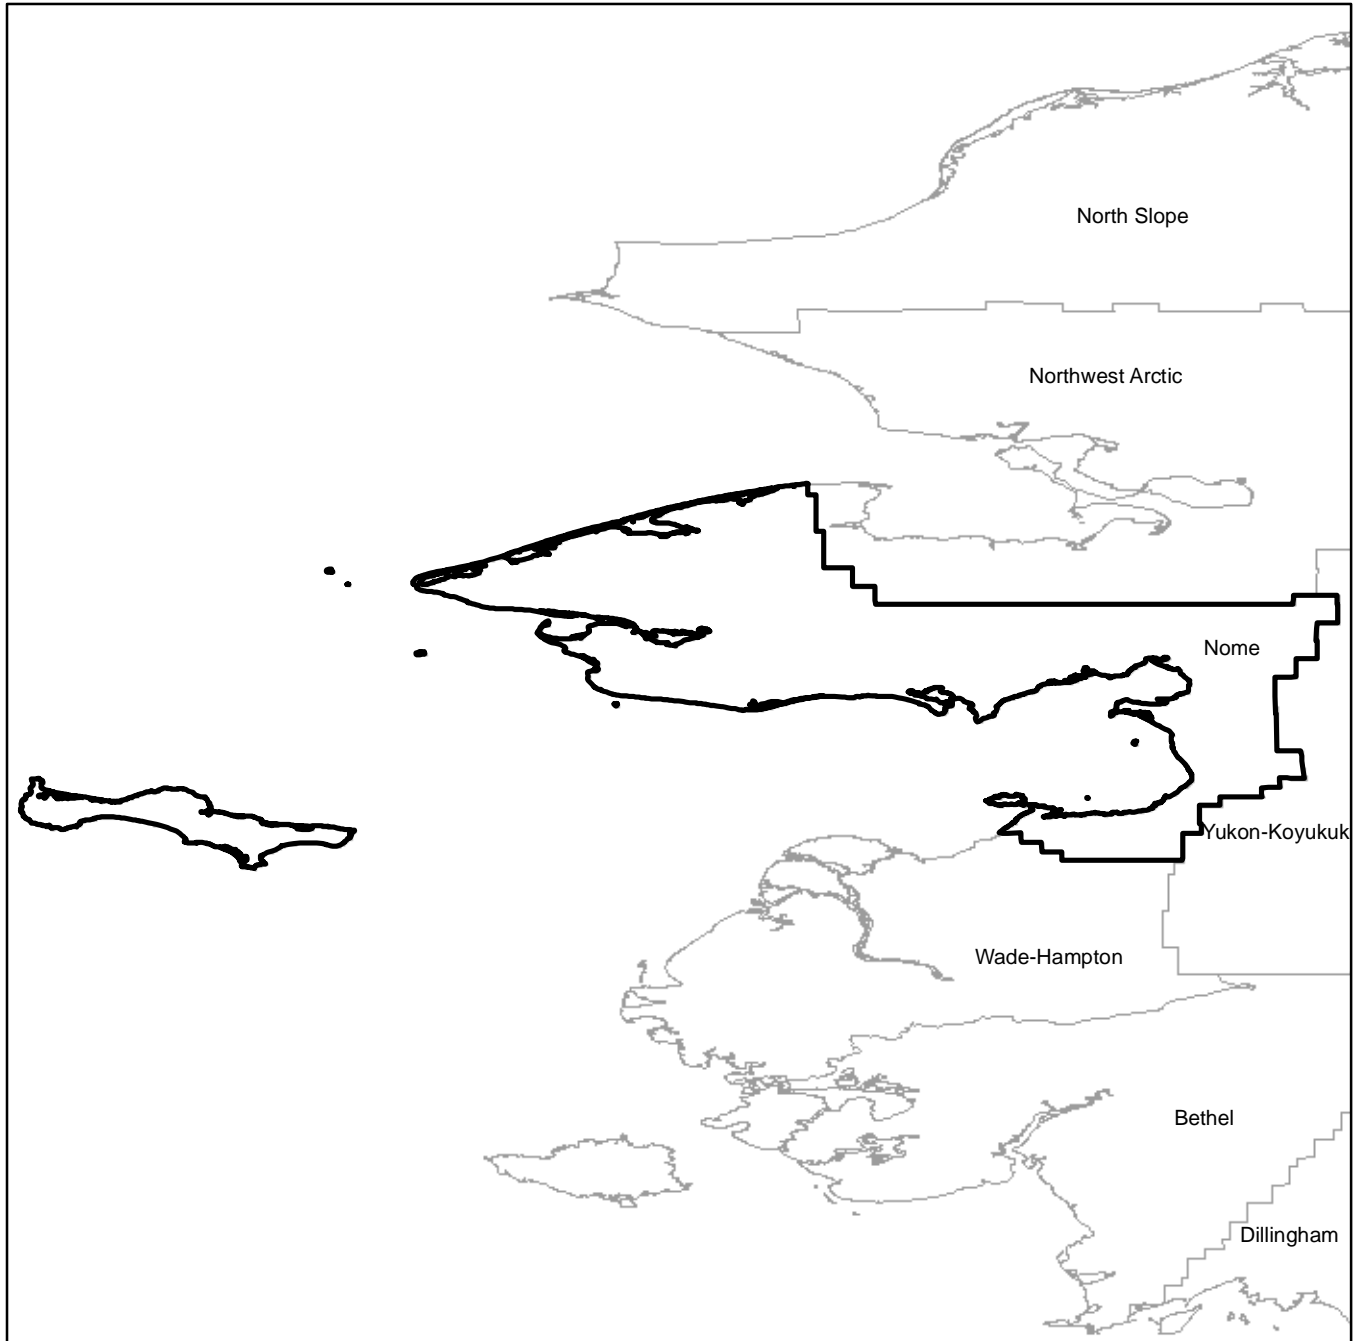 North Slope
Northwest Arctic
Nome
Yukon-Koyukuk
Wade-Hampton
Bethel
Dillingham